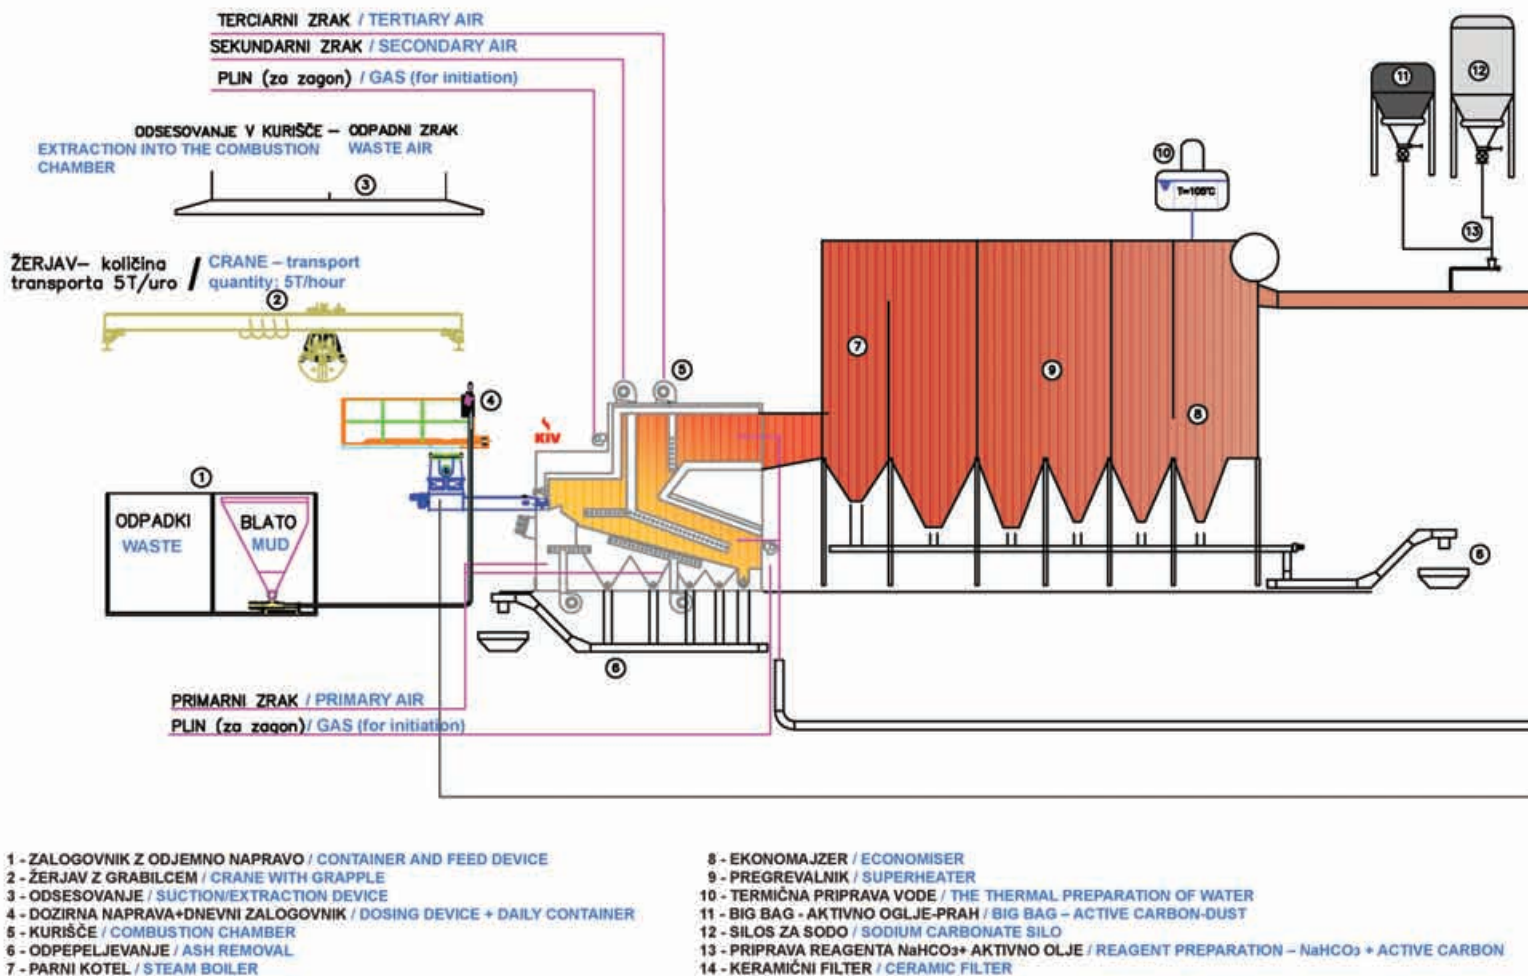 TERCIARNI ZRAK / TERTIARY AIR
SEKUNDARNI ZRAK / SECONDARY AIR
PLIN (za zagon) / GAS (for initiation)
ODSESOVANJE V KURIŠČE – ODPADNI ZRAK
EXTRACTION INTO THE COMBUSTION CHAMBER
WASTE AIR
3
ŽERJAV– količina transporta 5T/uro / CRANE – transport quantity: 5T/hour
2
4
5
KIV
1
ODPADKI
WASTE
BLATO
MUD
6
PRIMARNI ZRAK / PRIMARY AIR
PLIN (za zagon) / GAS (for initiation)
7
9
8
10
T=105°C
11
12
13
6
1 - ZALOGOVNIK Z ODJEMNO NAPRAVO / CONTAINER AND FEED DEVICE
2 - ŽERJAV Z GRABILCEM / CRANE WITH GRAPPLE
3 - ODSESOVANJE / SUCTION/EXTRACTION DEVICE
4 - DOZIRNA NAPRAVA+DNEVNI ZALOGOVNIK / DOSING DEVICE + DAILY CONTAINER
5 - KURIŠČE / COMBUSTION CHAMBER
6 - ODPEPELJEVANJE / ASH REMOVAL
7 - PARNI KOTEL / STEAM BOILER
8 - EKONOMAJZER / ECONOMISER
9 - PREGREVALNIK / SUPERHEATER
10 - TERMIČNA PRIPRAVA VODE / THE THERMAL PREPARATION OF WATER
11 - BIG BAG - AKTIVNO OGLJE-PRAH / BIG BAG – ACTIVE CARBON-DUST
12 - SILOS ZA SODO / SODIUM CARBONATE SILO
13 - PRIPRAVA REAGENTA NaHCO3+ AKTIVNO OLJE / REAGENT PREPARATION – NaHCO3 + ACTIVE CARBON
14 - KERAMIČNI FILTER / CERAMIC FILTER